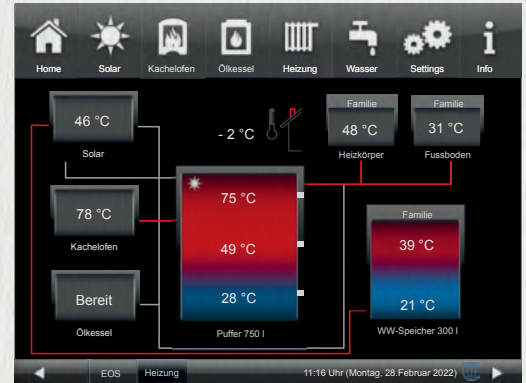 Home Solar Kachelofen Ölkessel Heizung Wasser Settings Info
46 °C
Solar
- 2 °C
Familie
48 °C
Heizkörper
Familie
31 °C
Fussboden
78 °C
Kachelofen
75 °C
49 °C
28 °C
Puffer 750 l
Familie
39 °C
21 °C
WW-Speicher 300 l
Bereit
Ölkessel
EOS Heizung 11:16 Uhr (Montag, 28.Februar 2022)